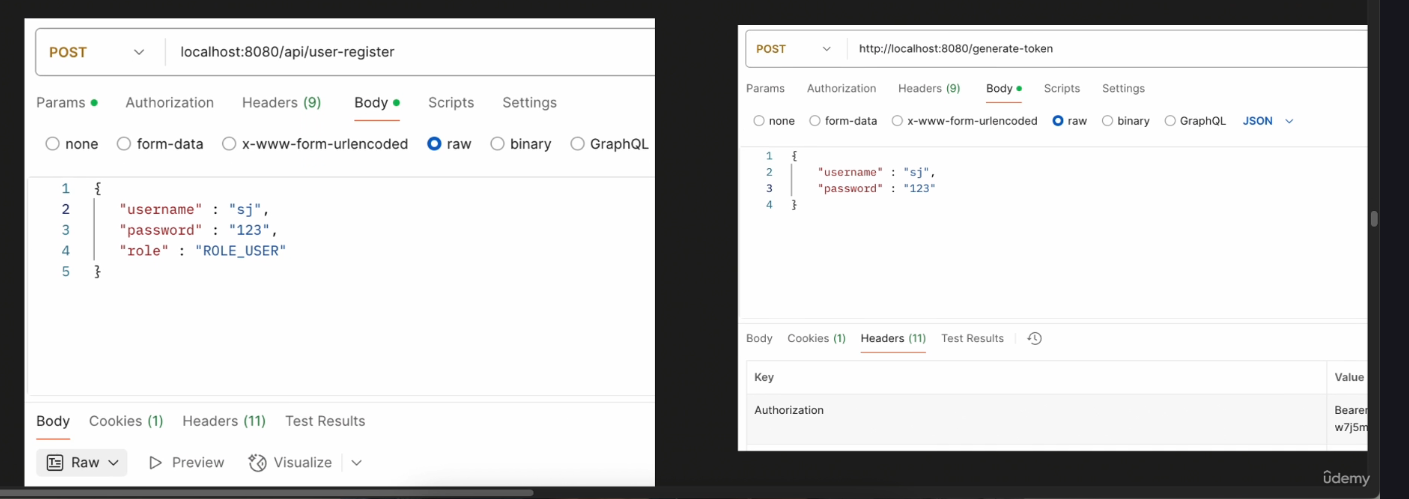 POST localhost:8080/api/user-register
Params Authorization Headers (9) Body Scripts Settings
none form-data x-www-form-urlencoded raw binary GraphQL
1 {
2 "username" : "sj",
3 "password" : "123",
4 "role" : "ROLE_USER"
5 }
Body Cookies (1) Headers (11) Test Results
Raw Preview Visualize
POST http://localhost:8080/generate-token
Params Authorization Headers (9) Body Scripts Settings
none form-data x-www-form-urlencoded raw binary GraphQL JSON
1 {
2 "username" : "sj",
3 "password" : "123"
4 }
Body Cookies (1) Headers (11) Test Results
Key Value
Authorization Bearer
w7j5m
udemy